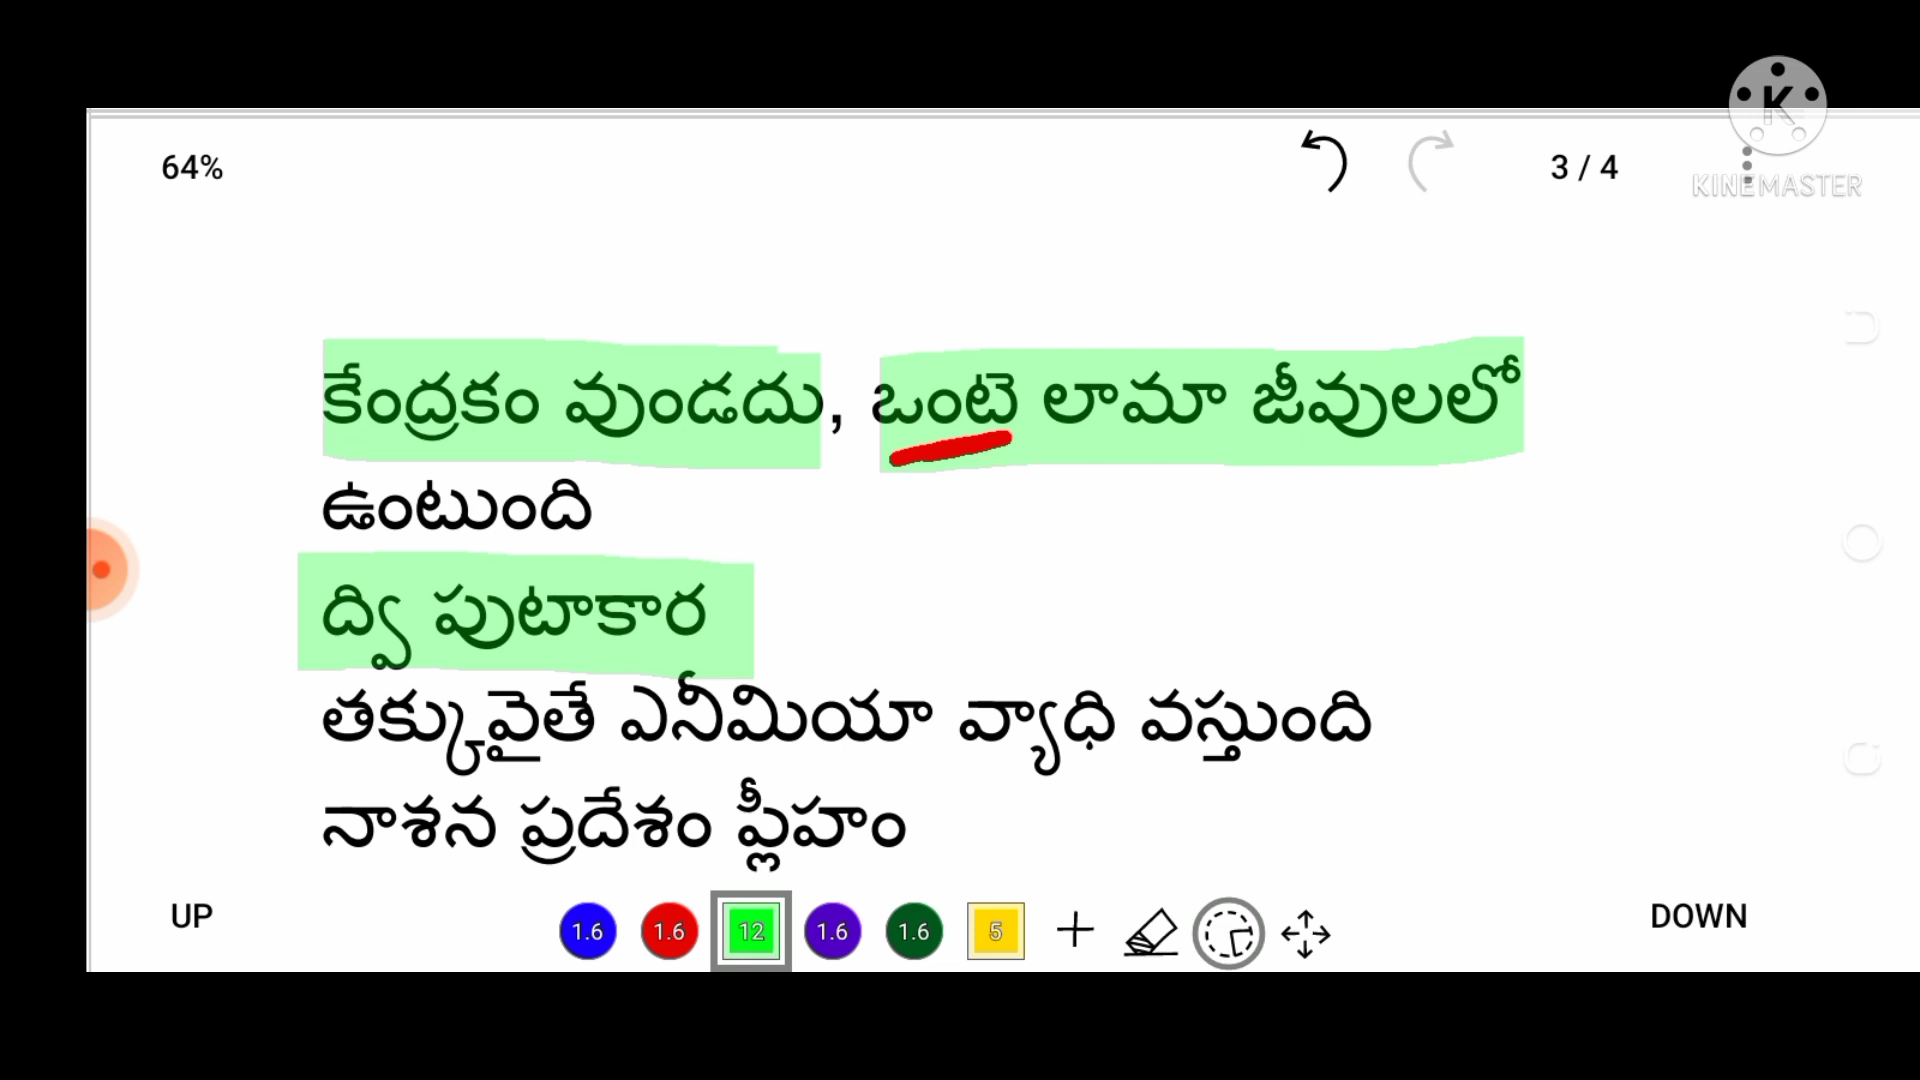 64%
3 / 4
KINEMASTER
కేంద్రకం వుండదు, ఒంటె లామా జీవులలో
ఉంటుంది
ద్వి పుటాకార
తక్కువైతే ఎనీమియా వ్యాధి వస్తుంది
నాశన ప్రదేశం ప్లీహం
UP
1.6 1.6 12 1.6 1.6 5
DOWN